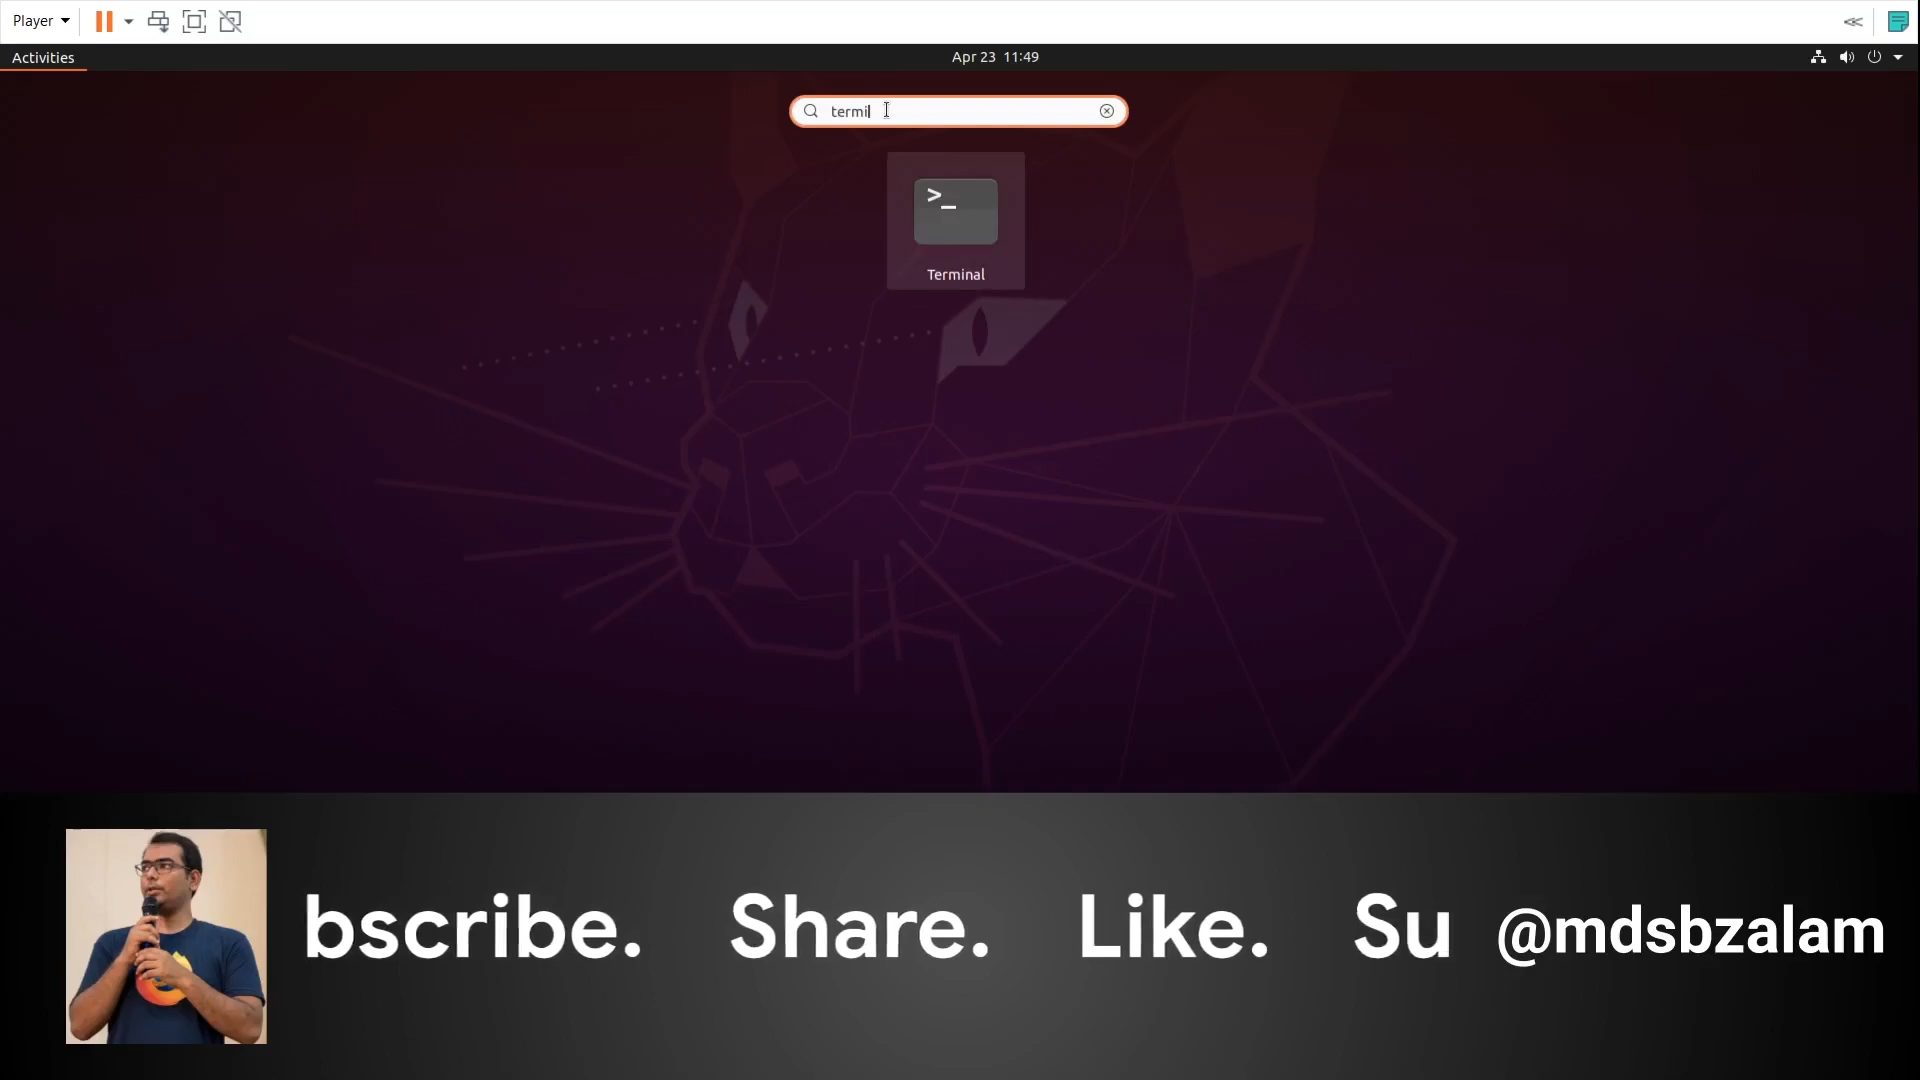 Player
Activities
Apr 23 11:49
termi
>_
Terminal
bscribe. Share. Like. Su
@mdsbzalam